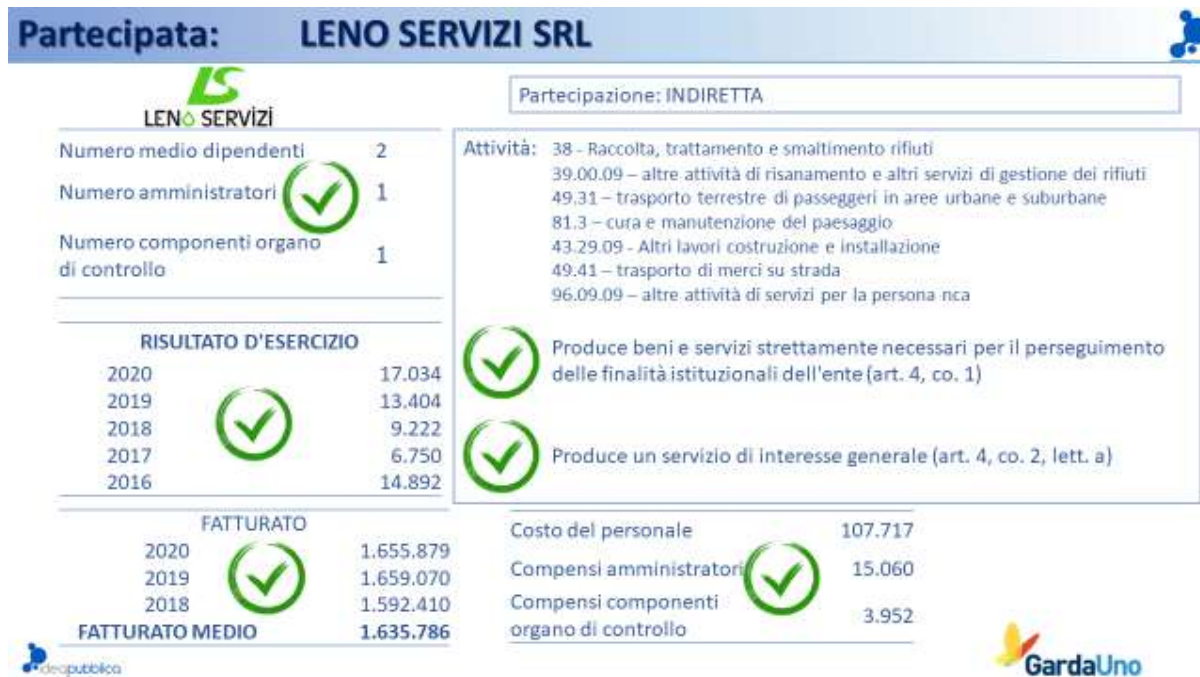 Partecipata: LENO SERVIZI SRL
LS
LENO SERVIZI
Partecipazione: INDIRETTA
Numero medio dipendenti 2
Numero amministratori 1
Numero componenti organo
di controllo 1
Attività: 38 - Raccolta, trattamento e smaltimento rifiuti
39.00.09 – altre attività di risanamento e altri servizi di gestione dei rifiuti
49.31 – trasporto terrestre di passeggeri in aree urbane e suburbane
81.3 – cura e manutenzione del paesaggio
43.29.09 - Altri lavori costruzione e installazione
49.41 – trasporto di merci su strada
96.09.09 – altre attività di servizi per la persona nca
Produce beni e servizi strettamente necessari per il perseguimento
delle finalità istituzionali dell'ente (art. 4, co. 1)
Produce un servizio di interesse generale (art. 4, co. 2, lett. a)
RISULTATO D'ESERCIZIO
2020 17.034
2019 13.404
2018 9.222
2017 6.750
2016 14.892
FATTURATO
2020 1.655.879
2019 1.659.070
2018 1.592.410
FATTURATO MEDIO 1.635.786
Costo del personale 107.717
Compensi amministratori 15.060
Compensi componenti
organo di controllo 3.952
ideapubblica
GardaUno